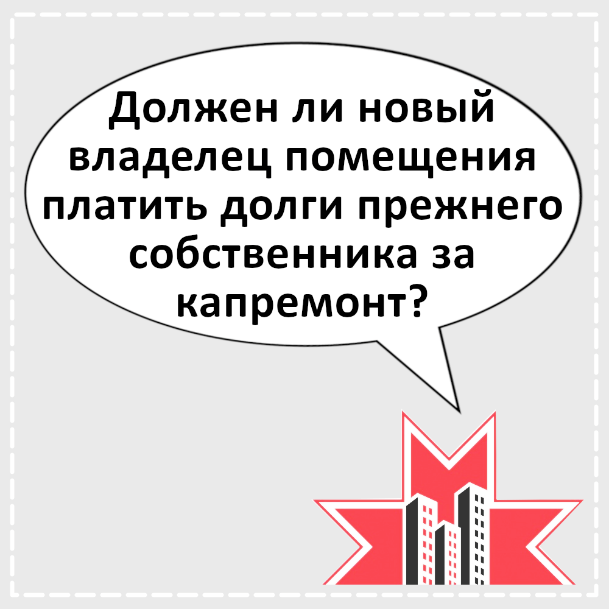 Должен ли новый
владелец помещения
платить долги прежнего
собственника за
капремонт?